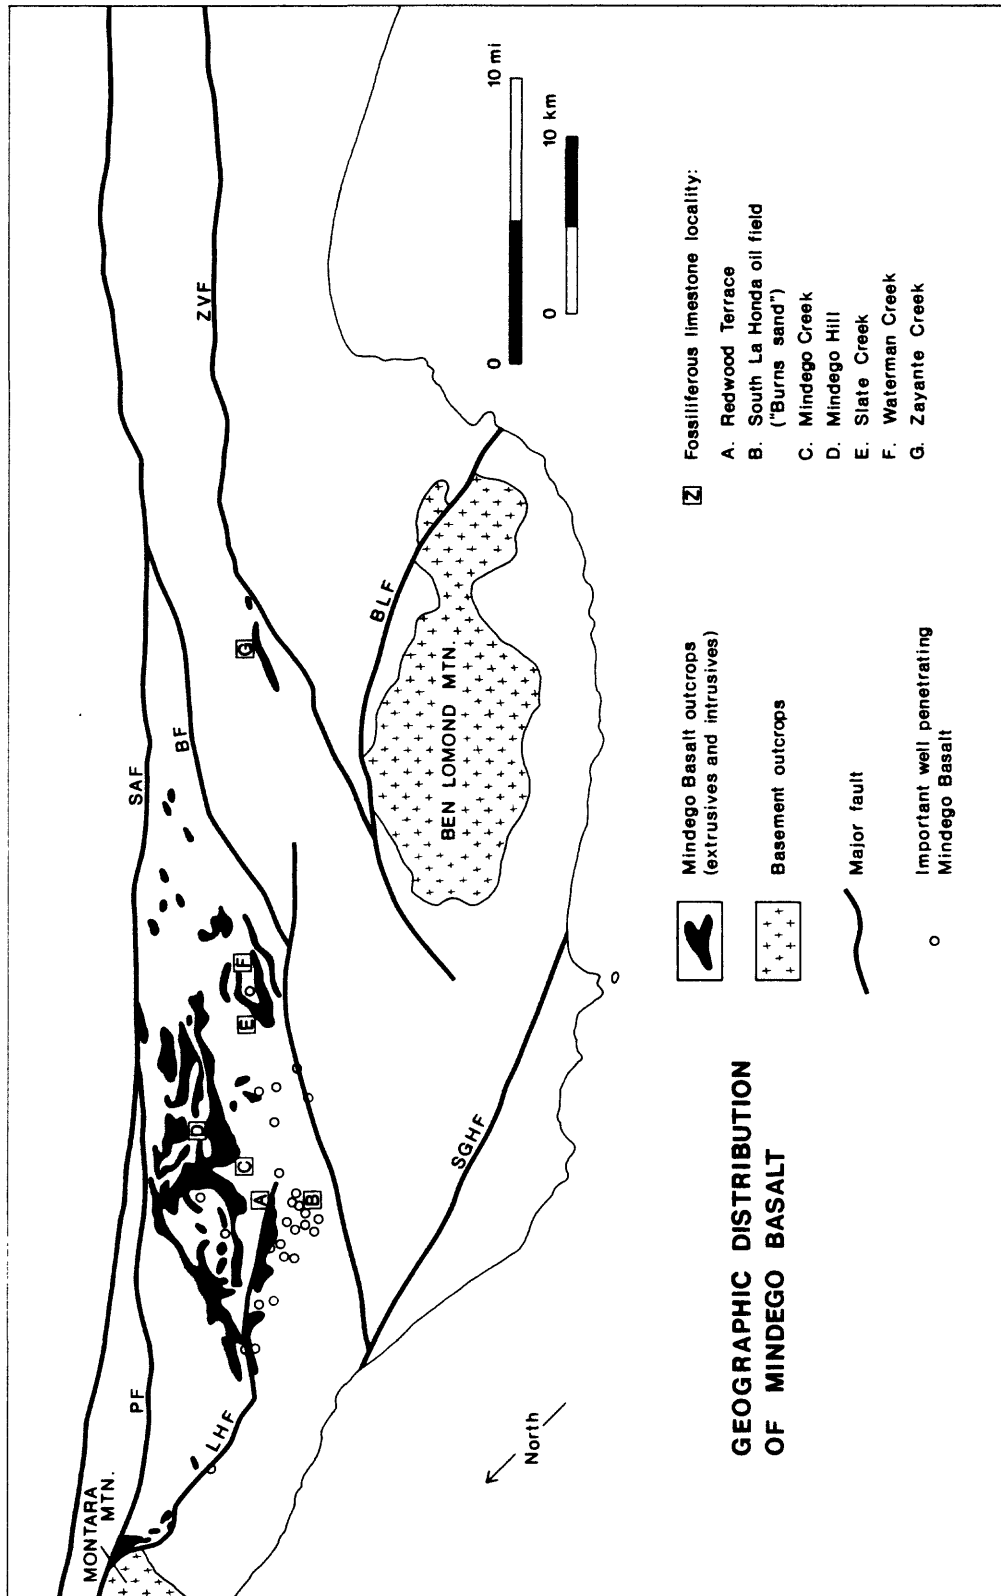 MONTARA
MTN.
PF
SAF
BF
ZVF
LHF
BLF
SGHF
BEN LOMOND MTN.
A
B
C
D
E
F
G
North
0 10 mi
0 10 km
GEOGRAPHIC DISTRIBUTION
OF MINDEGO BASALT
Mindego Basalt outcrops
(extrusives and intrusives)
Basement outcrops
Major fault
Important well penetrating
Mindego Basalt
Z Fossiliferous limestone locality:
A. Redwood Terrace
B. South La Honda oil field
("Burns sand")
C. Mindego Creek
D. Mindego Hill
E. Slate Creek
F. Waterman Creek
G. Zayante Creek